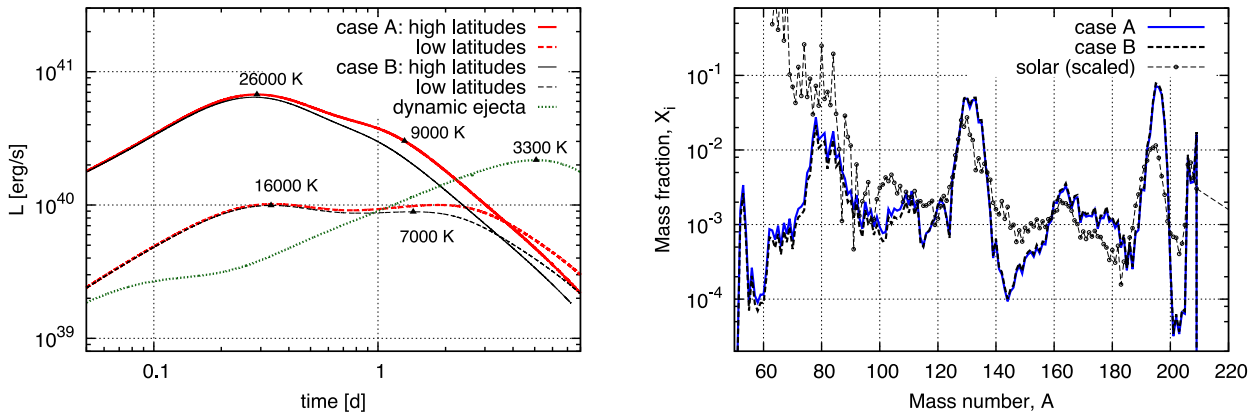 case A: high latitudes
low latitudes
case B: high latitudes
low latitudes
dynamic ejecta
10^41
10^40
10^39
L [erg/s]
26000 K
9000 K
3300 K
16000 K
7000 K
0.1
1
time [d]
case A
case B
solar (scaled)
10^-1
10^-2
10^-3
10^-4
Mass fraction, X_i
60
80
100
120
140
160
180
200
220
Mass number, A